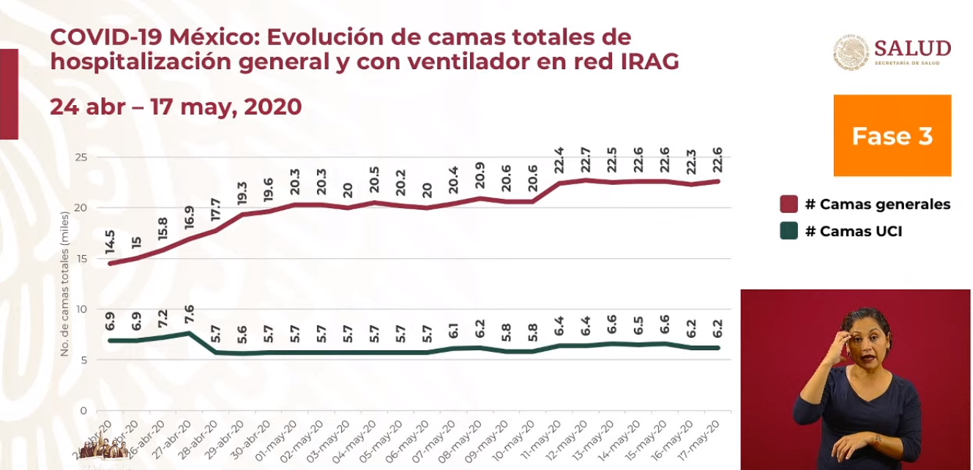 COVID-19 México: Evolución de camas totales de
hospitalización general y con ventilador en red IRAG
24 abr – 17 may, 2020
SALUD
SECRETARÍA DE SALUD
Fase 3
# Camas generales
# Camas UCI
No. de camas totales (miles)
25
20
15
10
5
0
14.5 15 15.8 16.9 17.7 19.3 19.6 20.3 20.3 20 20.5 20.2 20 20.4 20.9 20.6 20.6 22.4 22.7 22.5 22.6 22.6 22.3 22.6
6.9 6.9 7.2 7.6 5.7 5.6 5.7 5.7 5.7 5.7 5.7 5.7 5.7 6.1 6.2 5.8 5.8 6.4 6.4 6.6 6.5 6.6 6.2 6.2
27-abr-20 28-abr-20 29-abr-20 30-abr-20 01-may-20 02-may-20 03-may-20 04-may-20 05-may-20 06-may-20 07-may-20 08-may-20 09-may-20 10-may-20 11-may-20 12-may-20 13-may-20 14-may-20 15-may-20 16-may-20 17-may-20